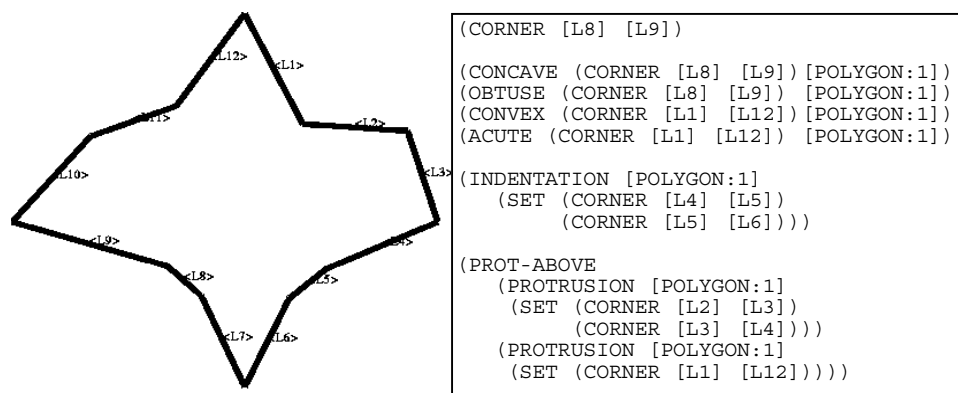 <L12>
<L1>
<L11>
<L2>
<L10>
<L3>
<L9>
<L4>
<L8>
<L5>
<L7>
<L6>
(CORNER [L8] [L9])
(CONCAVE (CORNER [L8] [L9])[POLYGON:1])
(OBTUSE (CORNER [L8] [L9]) [POLYGON:1])
(CONVEX (CORNER [L1] [L12])[POLYGON:1])
(ACUTE (CORNER [L1] [L12]) [POLYGON:1])
(INDENTATION [POLYGON:1]
(SET (CORNER [L4] [L5])
(CORNER [L5] [L6])))
(PROT-ABOVE
(PROTRUSION [POLYGON:1]
(SET (CORNER [L2] [L3])
(CORNER [L3] [L4])))
(PROTRUSION [POLYGON:1]
(SET (CORNER [L1] [L12]))))